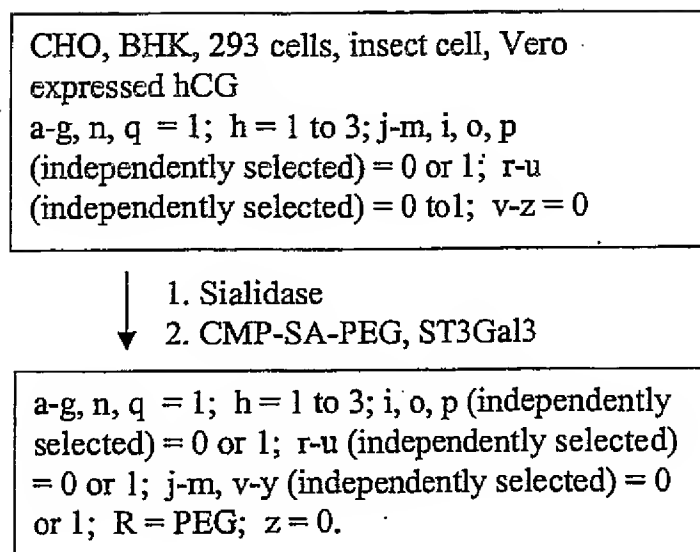 CHO, BHK, 293 cells, insect cell, Vero
expressed hCG
a-g, n, q = 1; h = 1 to 3; j-m, i, o, p
(independently selected) = 0 or 1; r-u
(independently selected) = 0 to1; v-z = 0
1. Sialidase
2. CMP-SA-PEG, ST3Gal3
a-g, n, q = 1; h = 1 to 3; i, o, p (independently
selected) = 0 or 1; r-u (independently selected)
= 0 or 1; j-m, v-y (independently selected) = 0
or 1; R = PEG; z = 0.